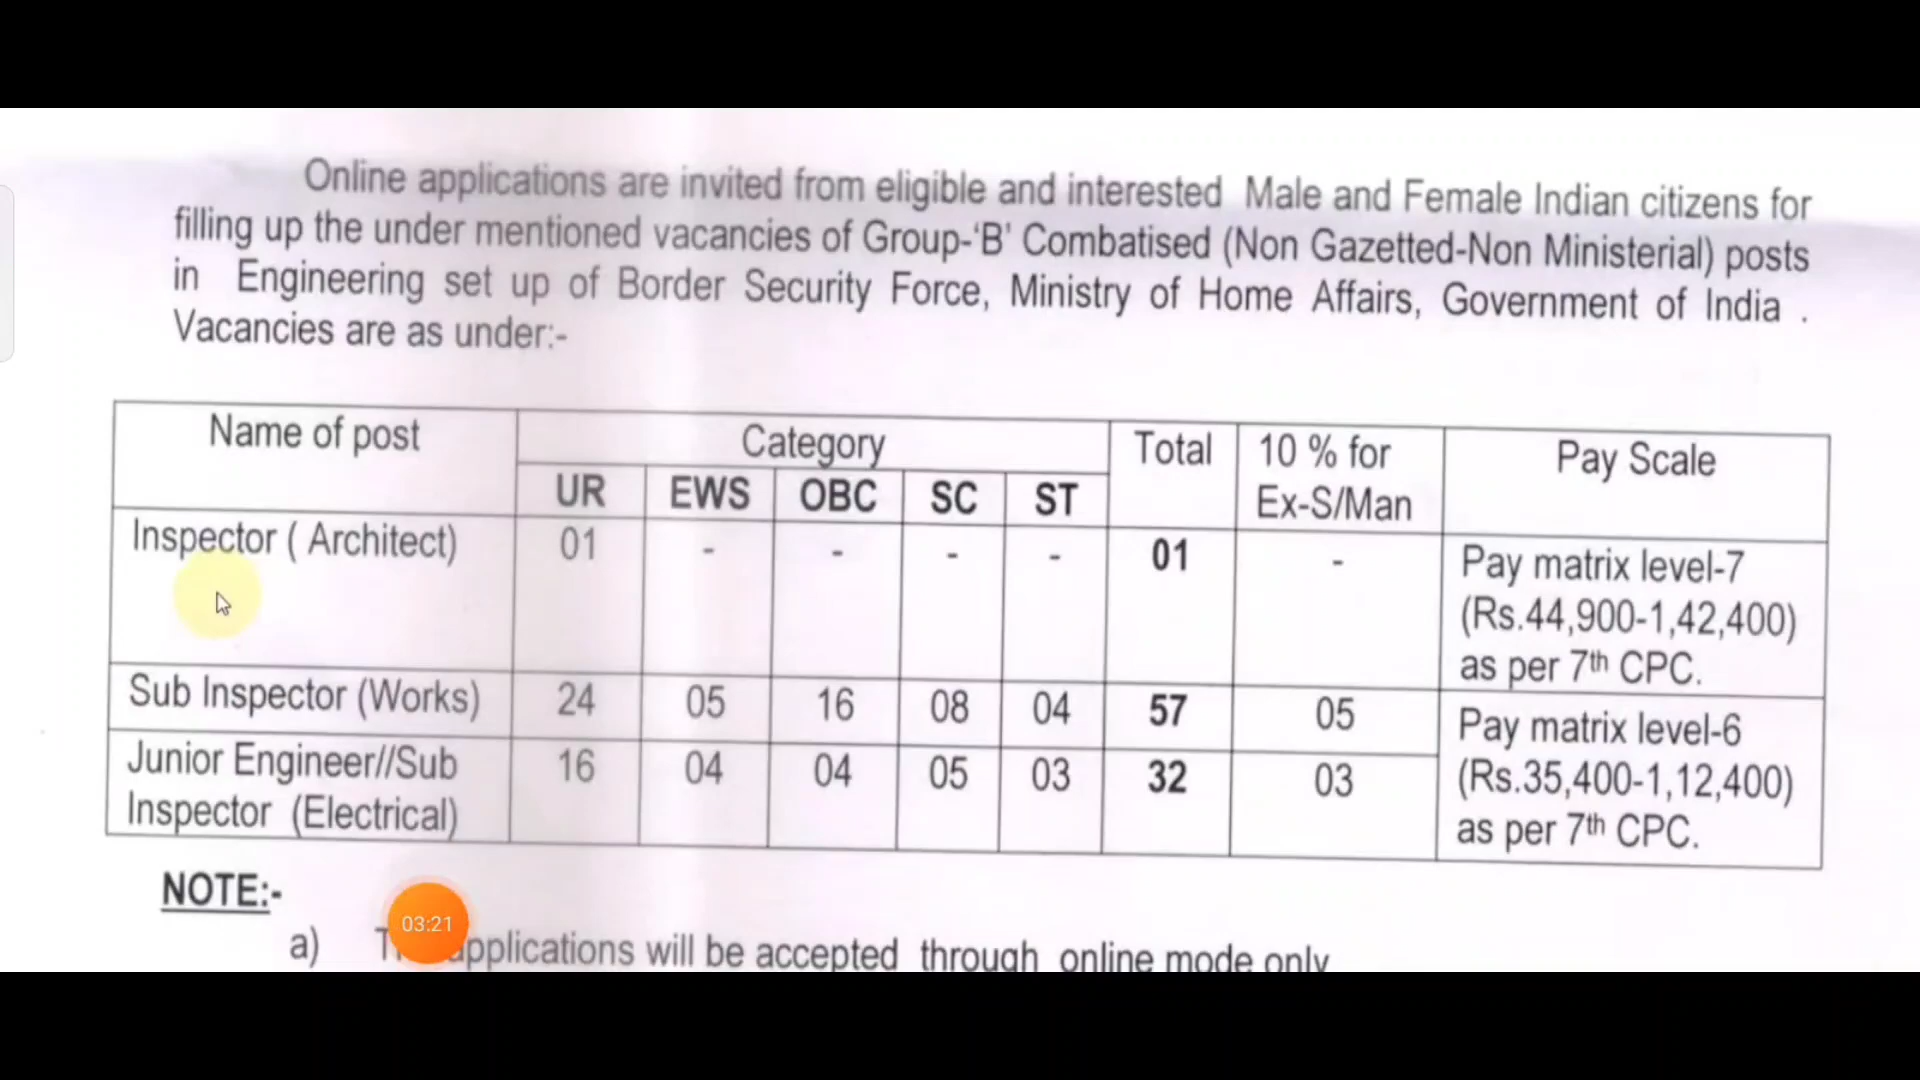 Online applications are invited from eligible and interested Male and Female Indian citizens for
filling up the under mentioned vacancies of Group-‘B’ Combatised (Non Gazetted-Non Ministerial) posts
in Engineering set up of Border Security Force, Ministry of Home Affairs, Government of India .
Vacancies are as under:-
Name of post Category Total 10 % for Ex-S/Man Pay Scale
UR EWS OBC SC ST
Inspector ( Architect) 01 - - - - 01 - Pay matrix level-7
(Rs.44,900-1,42,400)
as per 7th CPC.
Sub Inspector (Works) 24 05 16 08 04 57 05 Pay matrix level-6
Junior Engineer//Sub 16 04 04 05 03 32 03 (Rs.35,400-1,12,400)
Inspector (Electrical) as per 7th CPC.
NOTE:-
03:21
a) applications will be accepted through online mode only